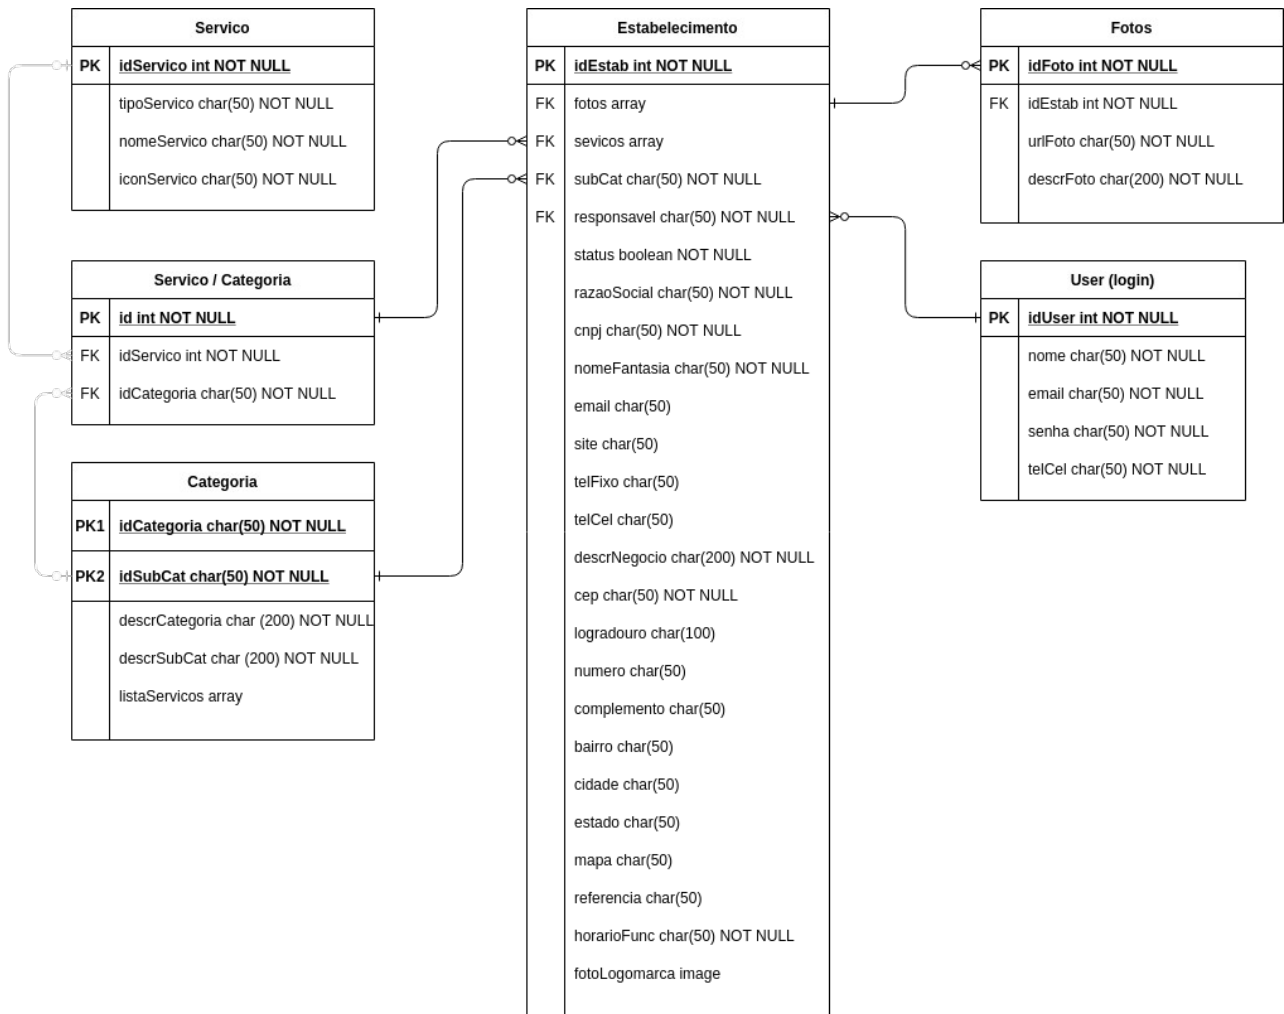 Servico
PK idServico int NOT NULL
tipoServico char(50) NOT NULL
nomeServico char(50) NOT NULL
iconServico char(50) NOT NULL
Servico / Categoria
PK id int NOT NULL
FK idServico int NOT NULL
FK idCategoria char(50) NOT NULL
Categoria
PK1 idCategoria char(50) NOT NULL
PK2 idSubCat char(50) NOT NULL
descrCategoria char (200) NOT NULL
descrSubCat char (200) NOT NULL
listaServicos array
Estabelecimento
PK idEstab int NOT NULL
FK fotos array
FK sevicos array
FK subCat char(50) NOT NULL
FK responsavel char(50) NOT NULL
status boolean NOT NULL
razaoSocial char(50) NOT NULL
cnpj char(50) NOT NULL
nomeFantasia char(50) NOT NULL
email char(50)
site char(50)
telFixo char(50)
telCel char(50)
descrNegocio char(200) NOT NULL
cep char(50) NOT NULL
logradouro char(100)
numero char(50)
complemento char(50)
bairro char(50)
cidade char(50)
estado char(50)
mapa char(50)
referencia char(50)
horarioFunc char(50) NOT NULL
fotoLogomarca image
Fotos
PK idFoto int NOT NULL
FK idEstab int NOT NULL
urlFoto char(50) NOT NULL
descrFoto char(200) NOT NULL
User (login)
PK idUser int NOT NULL
nome char(50) NOT NULL
email char(50) NOT NULL
senha char(50) NOT NULL
telCel char(50) NOT NULL